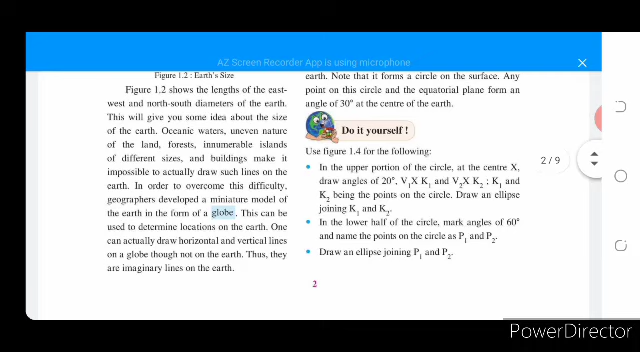 AZ Screen Recorder App is using microphone
Figure 1.2 : Earth's Size
Figure 1.2 shows the lengths of the east-
west and north-south diameters of the earth.
This will give you some idea about the size
of the earth. Oceanic waters, uneven nature
of the land, forests, innumerable islands
of different sizes, and buildings make it
impossible to actually draw such lines on the
earth. In order to overcome this difficulty,
geographers developed a miniature model of
the earth in the form of a globe. This can be
used to determine locations on the earth. One
can actually draw horizontal and vertical lines
on a globe though not on the earth. Thus, they
are imaginary lines on the earth.
earth. Note that it forms a circle on the surface. Any
point on this circle and the equatorial plane form an
angle of 30° at the centre of the earth.
Do it yourself !
Use figure 1.4 for the following:
• In the upper portion of the circle, at the centre X,
draw angles of 20°, V₁X K₁ and V₂X K₂ ; K₁ and
K₂ being the points on the circle. Draw an ellipse
joining K₁ and K₂.
• In the lower half of the circle, mark angles of 60°
and name the points on the circle as P₁ and P₂.
• Draw an ellipse joining P₁ and P₂.
2
2 / 9
PowerDirector